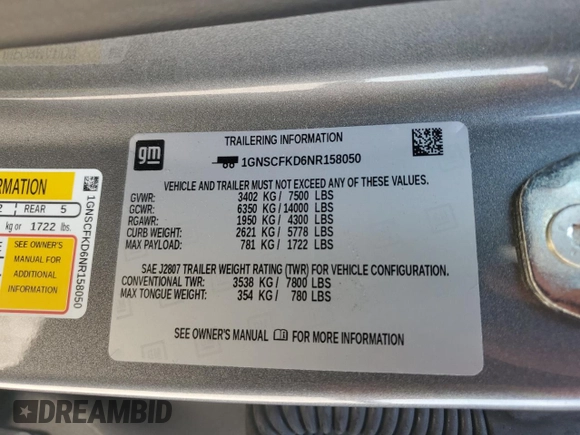 gm
TRAILERING INFORMATION
1GNSCFKD6NR158050
VEHICLE AND TRAILER MUST NOT EXCEED ANY OF THESE VALUES.
GVWR: 3402 KG / 7500 LBS
GCWR: 6350 KG / 14000 LBS
RGAWR: 1950 KG / 4300 LBS
CURB WEIGHT: 2621 KG / 5778 LBS
MAX PAYLOAD: 781 KG / 1722 LBS
SAE J2807 TRAILER WEIGHT RATING (TWR) FOR VEHICLE CONFIGURATION.
CONVENTIONAL TWR: 3538 KG / 7800 LBS
MAX TONGUE WEIGHT: 354 KG / 780 LBS
SEE OWNER'S MANUAL FOR MORE INFORMATION
2 REAR 5
kg or 1722 lbs.
SEE OWNER'S
MANUAL FOR
ADDITIONAL
INFORMATION
1GNSCFKD6NR158050
DREAMBID